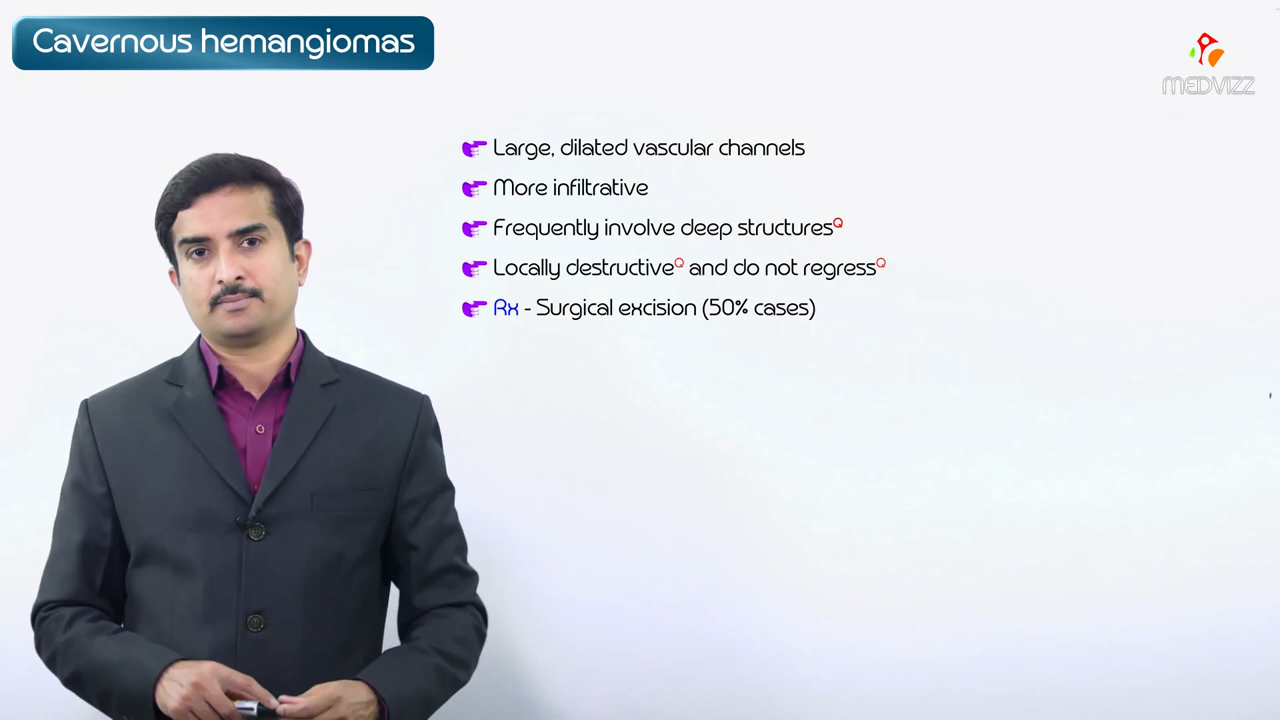 Cavernous hemangiomas
MEDVIZZ
Large, dilated vascular channels
More infiltrative
Frequently involve deep structuresQ
Locally destructiveQ and do not regressQ
Rx - Surgical excision (50% cases)